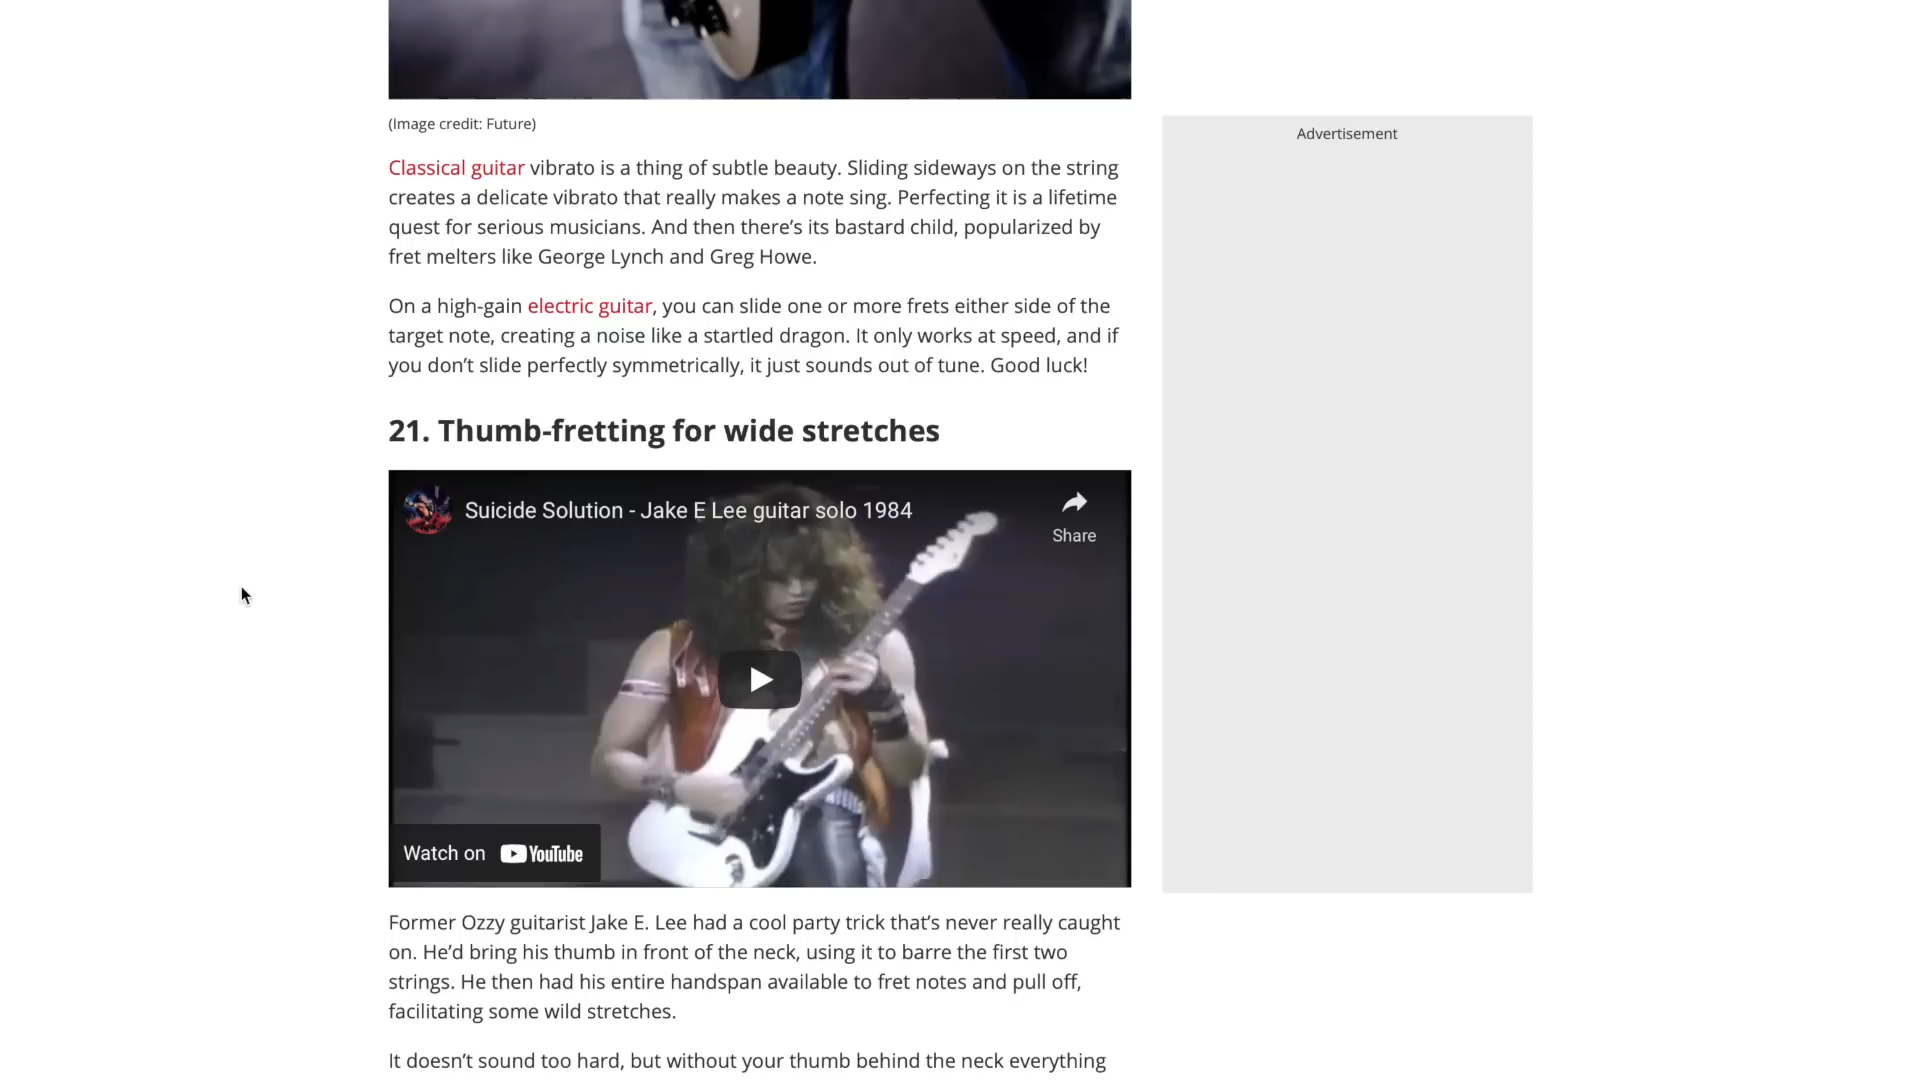 (Image credit: Future)
Advertisement
Classical guitar vibrato is a thing of subtle beauty. Sliding sideways on the string
creates a delicate vibrato that really makes a note sing. Perfecting it is a lifetime
quest for serious musicians. And then there’s its bastard child, popularized by
fret melters like George Lynch and Greg Howe.
On a high-gain electric guitar, you can slide one or more frets either side of the
target note, creating a noise like a startled dragon. It only works at speed, and if
you don’t slide perfectly symmetrically, it just sounds out of tune. Good luck!
21. Thumb-fretting for wide stretches
Suicide Solution - Jake E Lee guitar solo 1984
Share
Watch on YouTube
Former Ozzy guitarist Jake E. Lee had a cool party trick that’s never really caught
on. He’d bring his thumb in front of the neck, using it to barre the first two
strings. He then had his entire handspan available to fret notes and pull off,
facilitating some wild stretches.
It doesn’t sound too hard, but without your thumb behind the neck everything